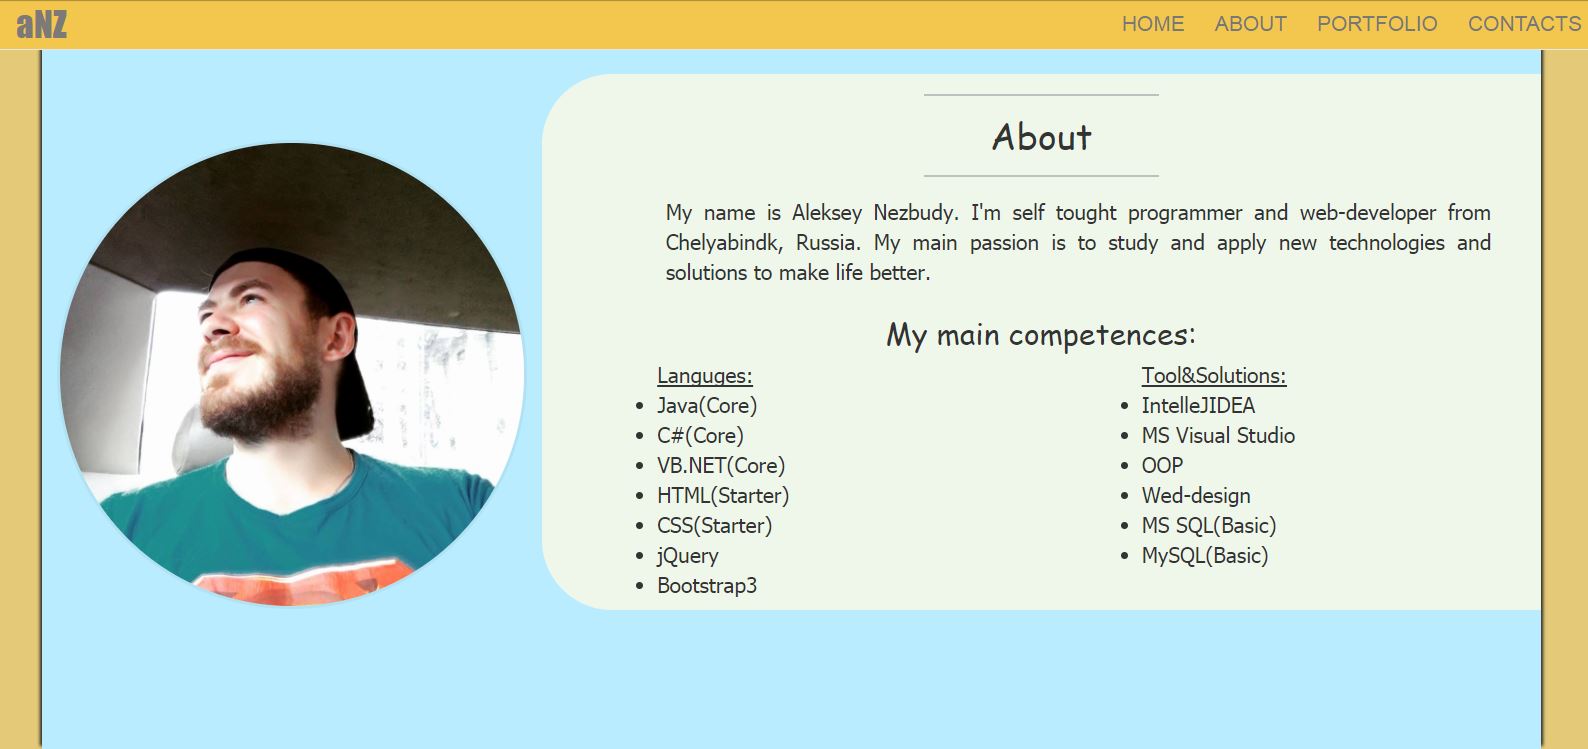 aNZ
HOME ABOUT PORTFOLIO CONTACTS
About
My name is Aleksey Nezbudy. I'm self tought programmer and web-developer from
Chelyabindk, Russia. My main passion is to study and apply new technologies and
solutions to make life better.
My main competences:
Languges:
Java(Core)
C#(Core)
VB.NET(Core)
HTML(Starter)
CSS(Starter)
jQuery
Bootstrap3
Tool&Solutions:
IntelleJIDEA
MS Visual Studio
OOP
Wed-design
MS SQL(Basic)
MySQL(Basic)